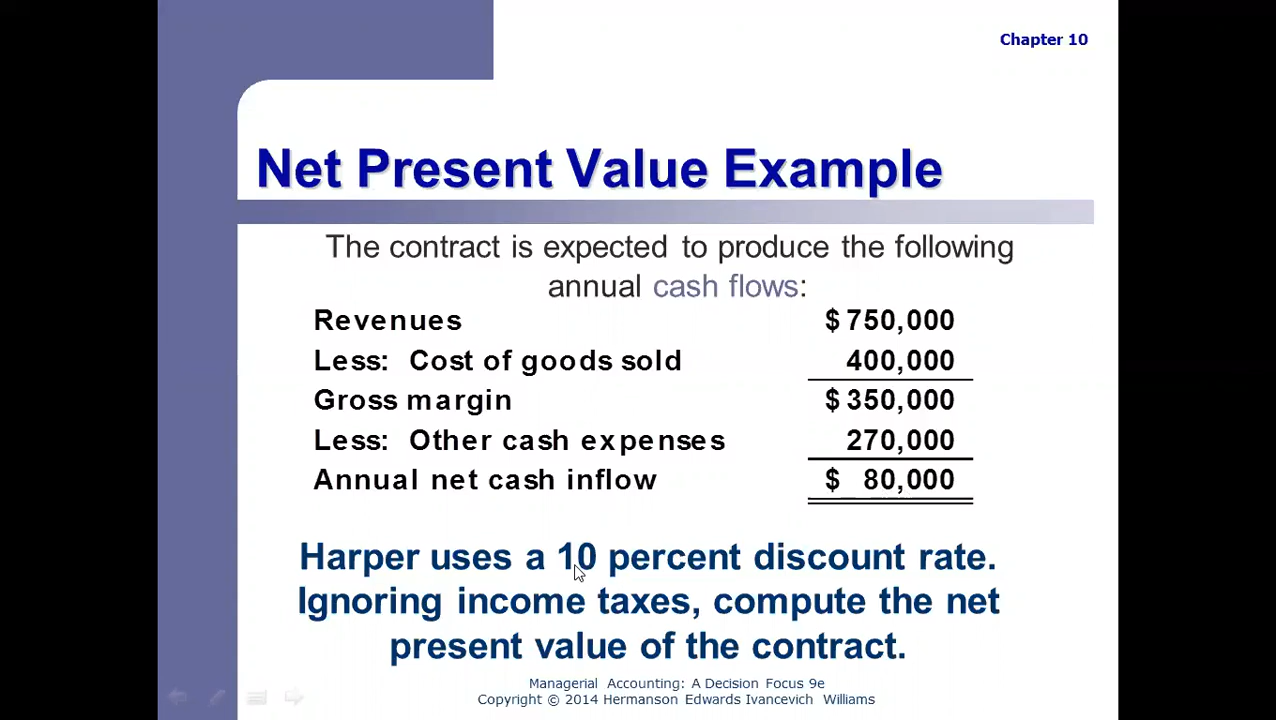 Chapter 10
Net Present Value Example
The contract is expected to produce the following
annual cash flows:
Revenues $ 750,000
Less: Cost of goods sold 400,000
Gross margin $ 350,000
Less: Other cash expenses 270,000
Annual net cash inflow $ 80,000
Harper uses a 10 percent discount rate.
Ignoring income taxes, compute the net
present value of the contract.
Managerial Accounting: A Decision Focus 9e
Copyright © 2014 Hermanson Edwards Ivancevich Williams